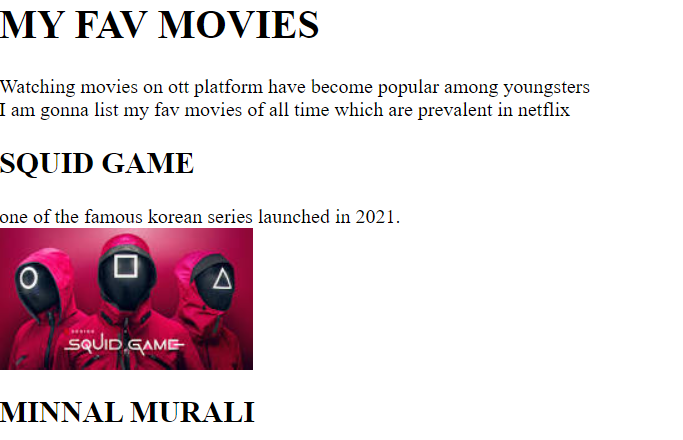 MY FAV MOVIES
Watching movies on ott platform have become popular among youngsters
I am gonna list my fav movies of all time which are prevalent in netflix
SQUID GAME
one of the famous korean series launched in 2021.
SQUID GAME
MINNAL MURALI